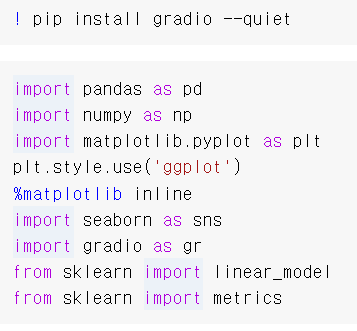 ! pip install gradio --quiet
import pandas as pd
import numpy as np
import matplotlib.pyplot as plt
plt.style.use('ggplot')
%matplotlib inline
import seaborn as sns
import gradio as gr
from sklearn import linear_model
from sklearn import metrics